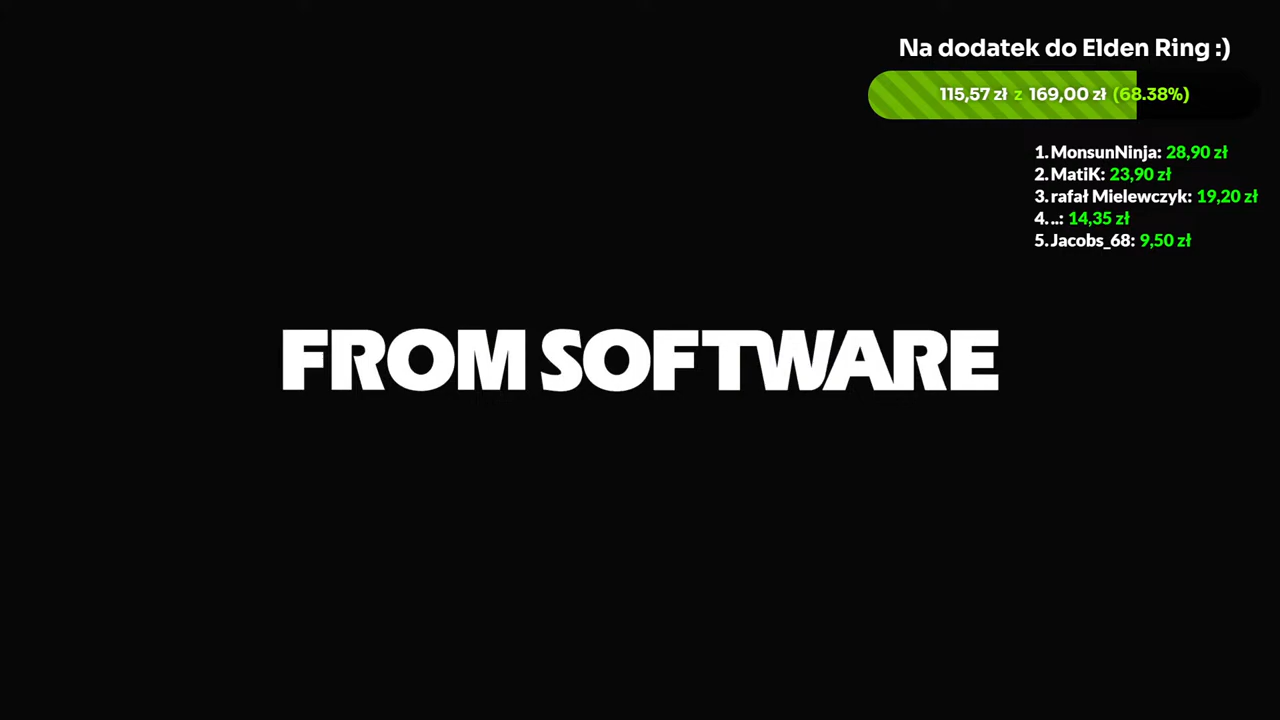 Na dodatek do Elden Ring :)
115,57 zł z 169,00 zł (68.38%)
1. MonsunNinja: 28,90 zł
2. MatiK: 23,90 zł
3. rafał Mielewczyk: 19,20 zł
4. ..: 14,35 zł
5. Jacobs_68: 9,50 zł
FROM SOFTWARE